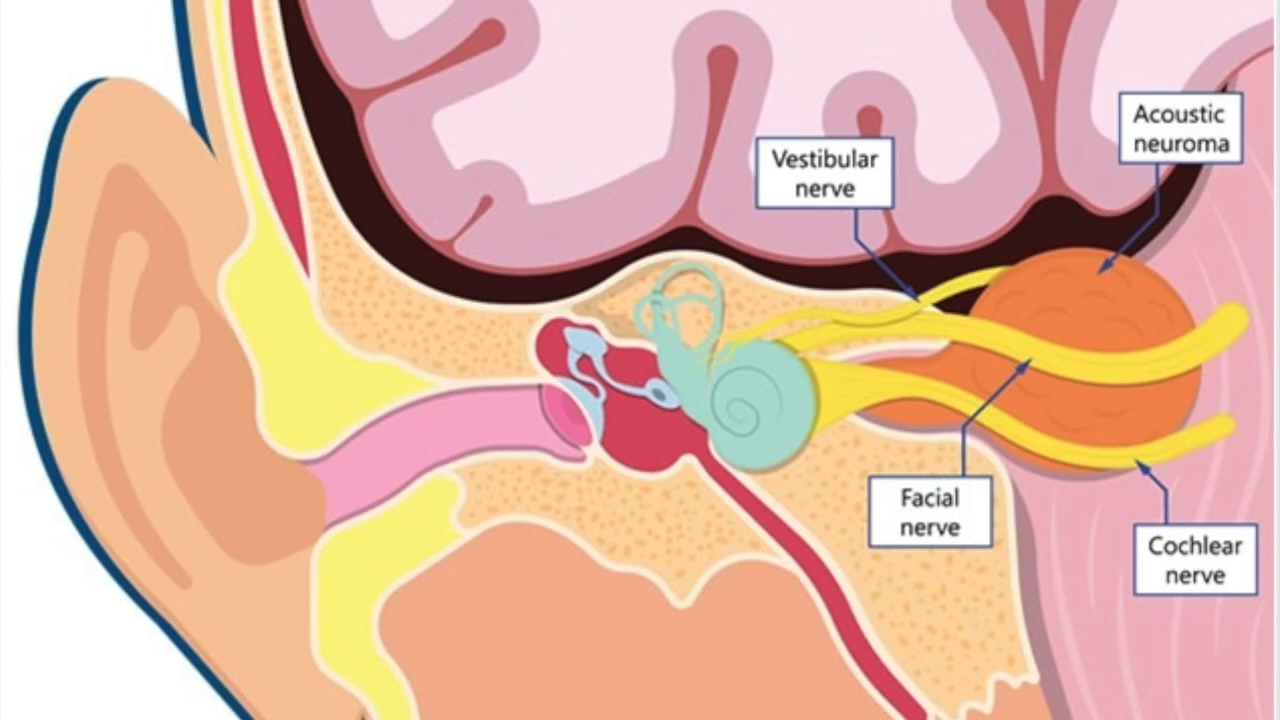 Acoustic
neuroma
Vestibular
nerve
Facial
nerve
Cochlear
nerve